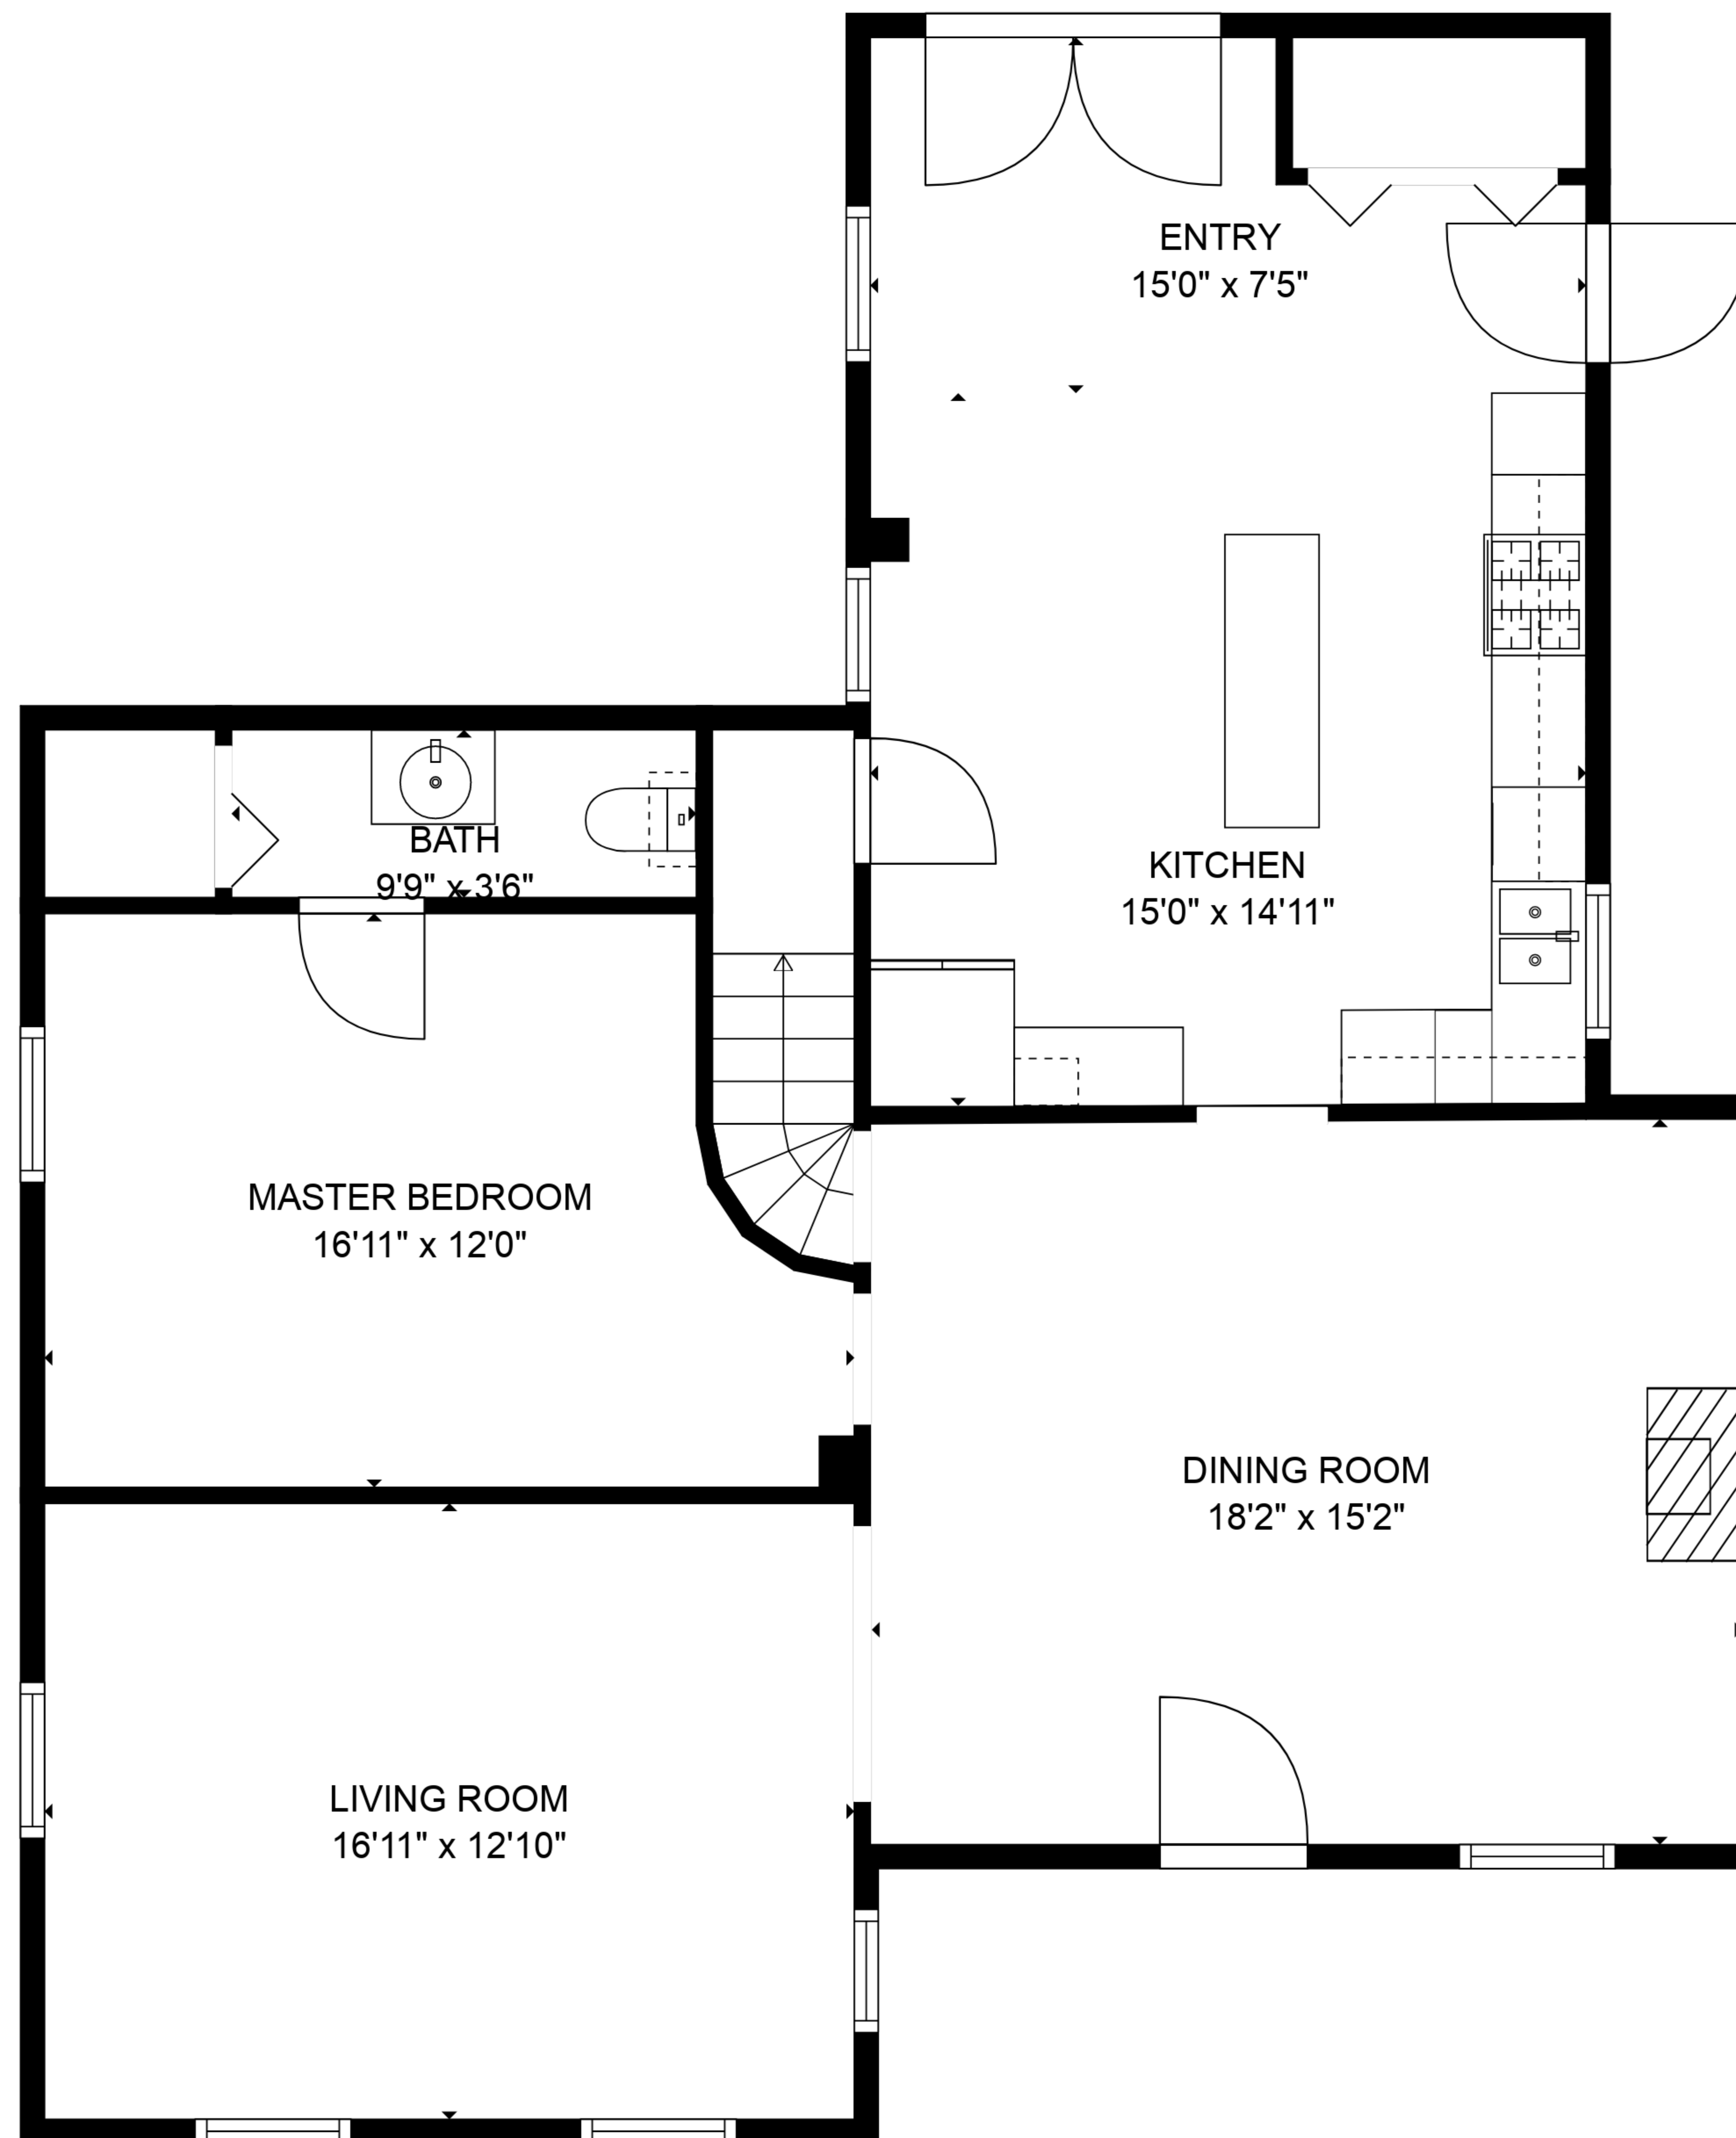 ENTRY
15'0" x 7'5"
BATH
9'9" x 3'6"
KITCHEN
15'0" x 14'11"
MASTER BEDROOM
16'11" x 12'0"
DINING ROOM
18'2" x 15'2"
LIVING ROOM
16'11" x 12'10"